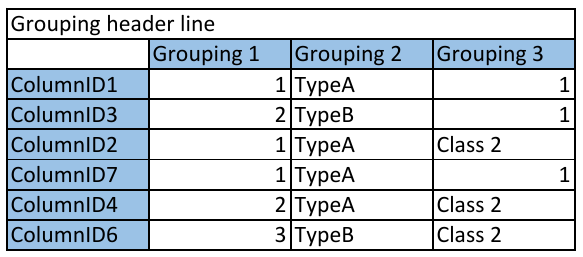 Grouping header line
Grouping 1 Grouping 2 Grouping 3
ColumnID1 1 TypeA 1
ColumnID3 2 TypeB 1
ColumnID2 1 TypeA Class 2
ColumnID7 1 TypeA 1
ColumnID4 2 TypeA Class 2
ColumnID6 3 TypeB Class 2